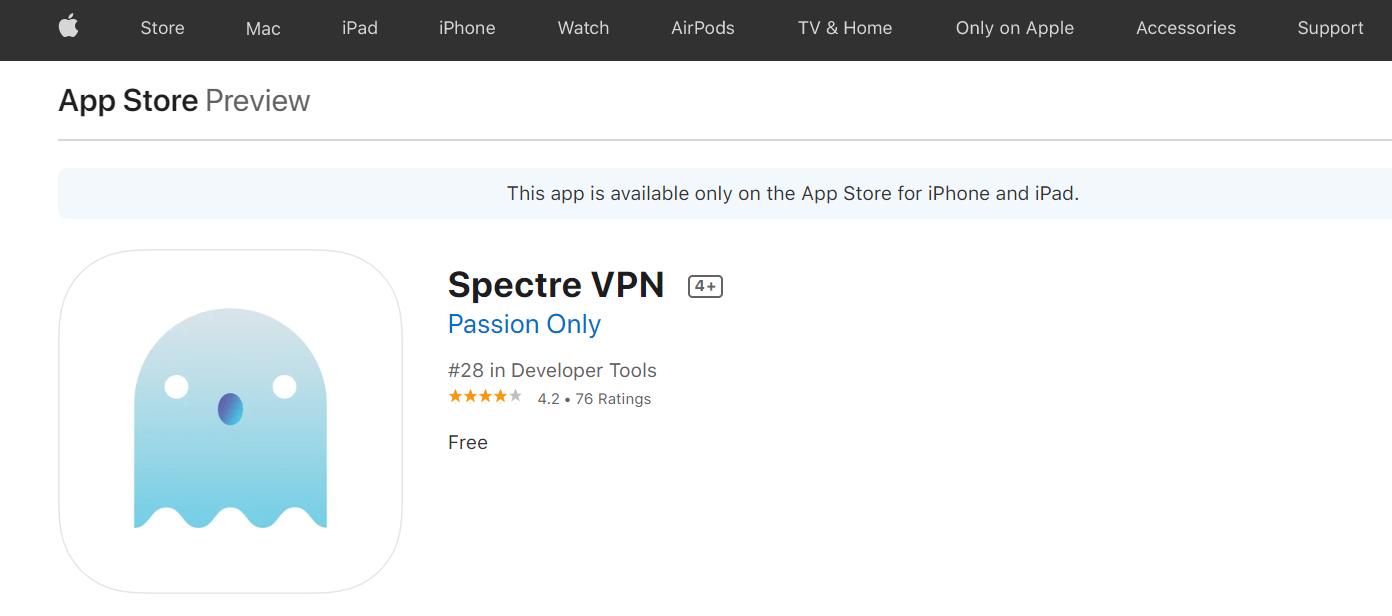 Store Mac iPad iPhone Watch AirPods TV & Home Only on Apple Accessories Support
App Store Preview
This app is available only on the App Store for iPhone and iPad.
Spectre VPN 4+
Passion Only
#28 in Developer Tools
4.2 • 76 Ratings
Free